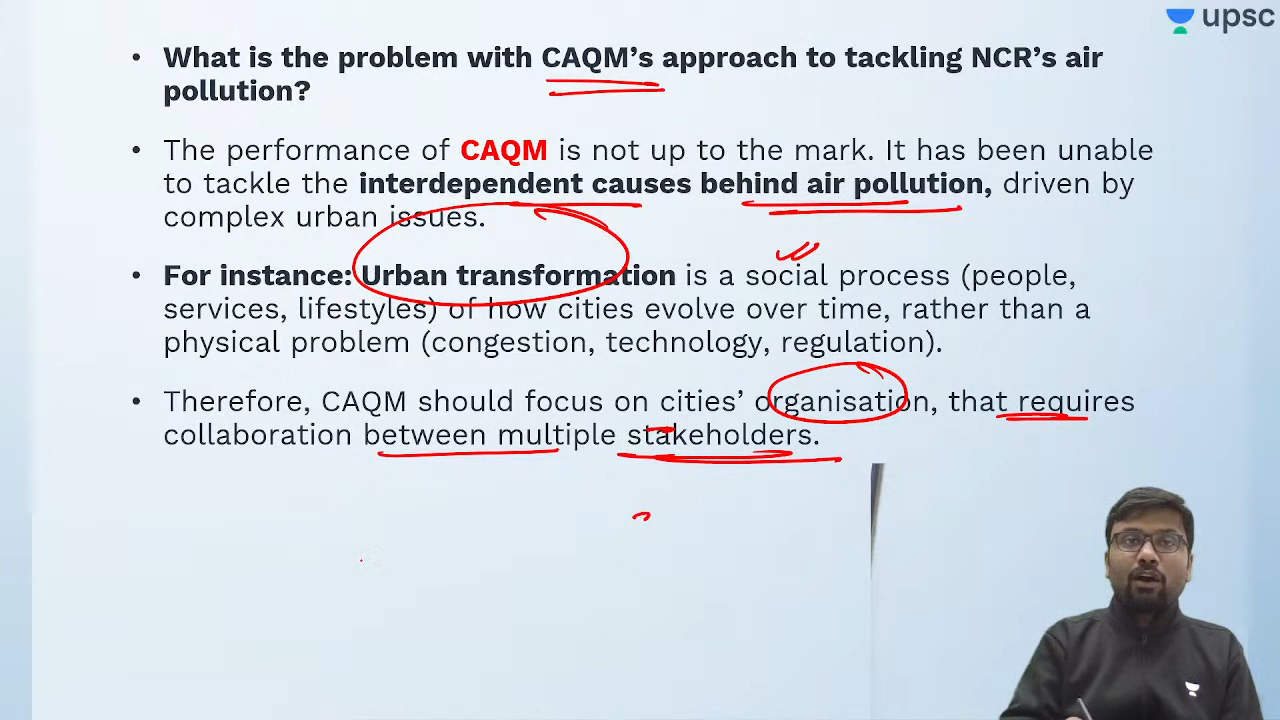 upsc
• What is the problem with CAQM's approach to tackling NCR's air
pollution?
• The performance of CAQM is not up to the mark. It has been unable
to tackle the interdependent causes behind air pollution, driven by
complex urban issues.
• For instance: Urban transformation is a social process (people,
services, lifestyles) of how cities evolve over time, rather than a
physical problem (congestion, technology, regulation).
• Therefore, CAQM should focus on cities' organisation, that requires
collaboration between multiple stakeholders.